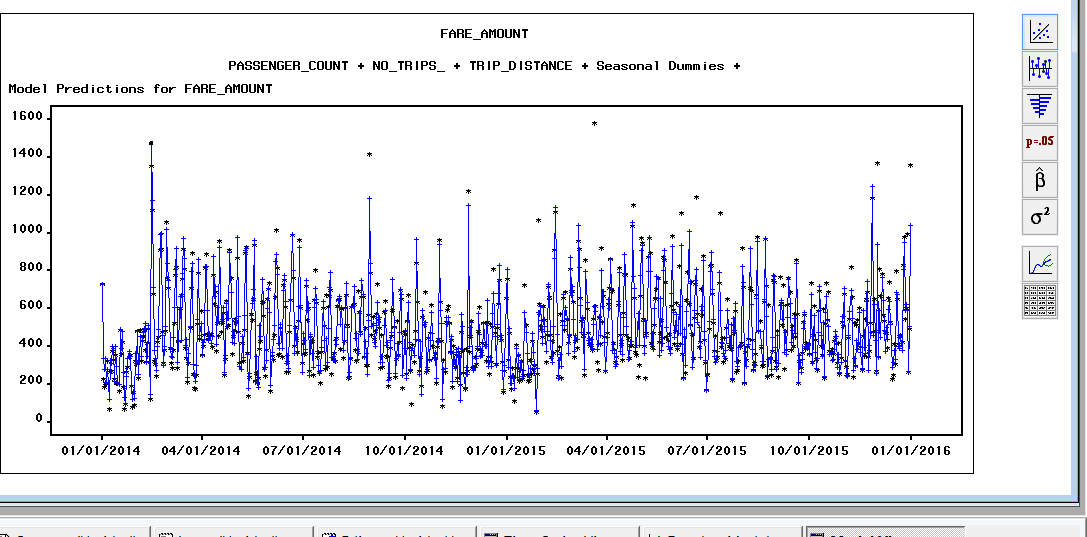 FARE_AMOUNT
PASSENGER_COUNT + NO_TRIPS_ + TRIP_DISTANCE + Seasonal Dummies +
Model Predictions for FARE_AMOUNT
1600
1400
1200
1000
800
600
400
200
0
01/01/2014 04/01/2014 07/01/2014 10/01/2014 01/01/2015 04/01/2015 07/01/2015 10/01/2015 01/01/2016
p=.05
β̂
σ²